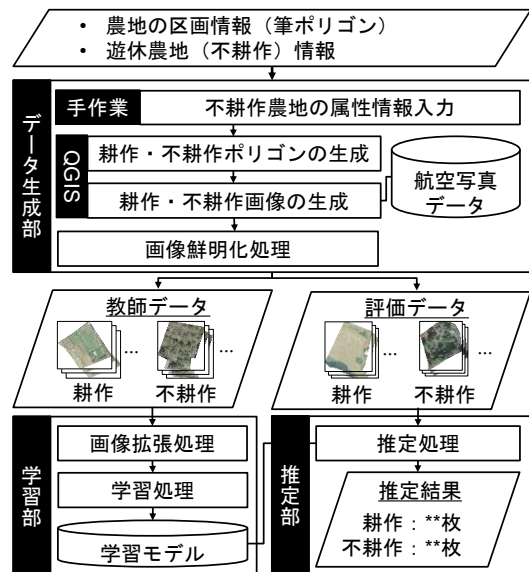 • 農地の区画情報（筆ポリゴン）
• 遊休農地（不耕作）情報
データ生成部
手作業
不耕作農地の属性情報入力
QGIS
耕作・不耕作ポリゴンの生成
耕作・不耕作画像の生成
航空写真
データ
画像鮮明化処理
教師データ
...
...
耕作
不耕作
評価データ
...
...
耕作
不耕作
学習部
画像拡張処理
学習処理
学習モデル
推定部
推定処理
推定結果
耕作：**枚
不耕作：**枚